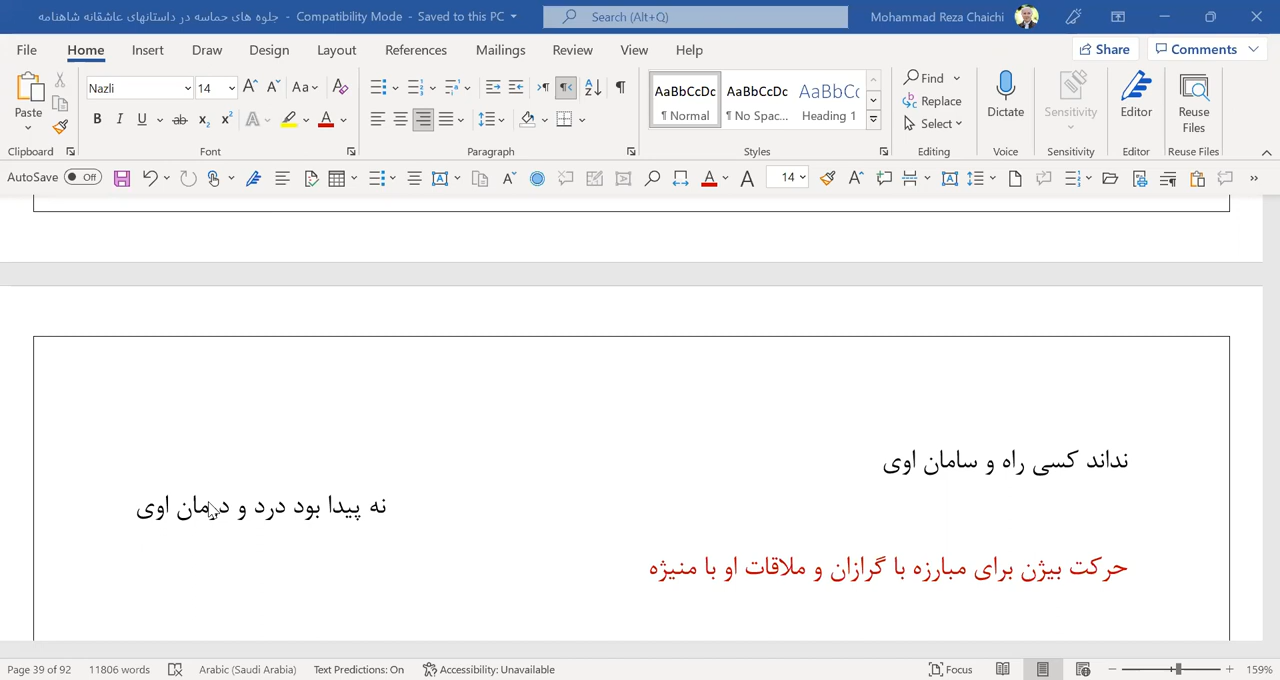 جلوه های حماسه در داستانهای عاشقانه شاهنامه - Compatibility Mode - Saved to this PC
Search (Alt+Q)
Mohammad Reza Chaichi
File Home Insert Draw Design Layout References Mailings Review View Help
Share
Comments
Paste
Clipboard
Nazli
14
Font
Paragraph
AaBbCcDc
¶ Normal
AaBbCcDc
¶ No Spac...
AaBbCc
Heading 1
Styles
Find
Replace
Select
Editing
Dictate
Voice
Sensitivity
Sensitivity
Editor
Editor
Reuse Files
Reuse Files
AutoSave Off
14
نداند کسی راه و سامان اوی
نه پیدا بود درد و درمان اوی
حرکت بیژن برای مبارزه با گرازان و ملاقات او با منیژه
Page 39 of 92 11806 words Arabic (Saudi Arabia) Text Predictions: On Accessibility: Unavailable Focus 159%